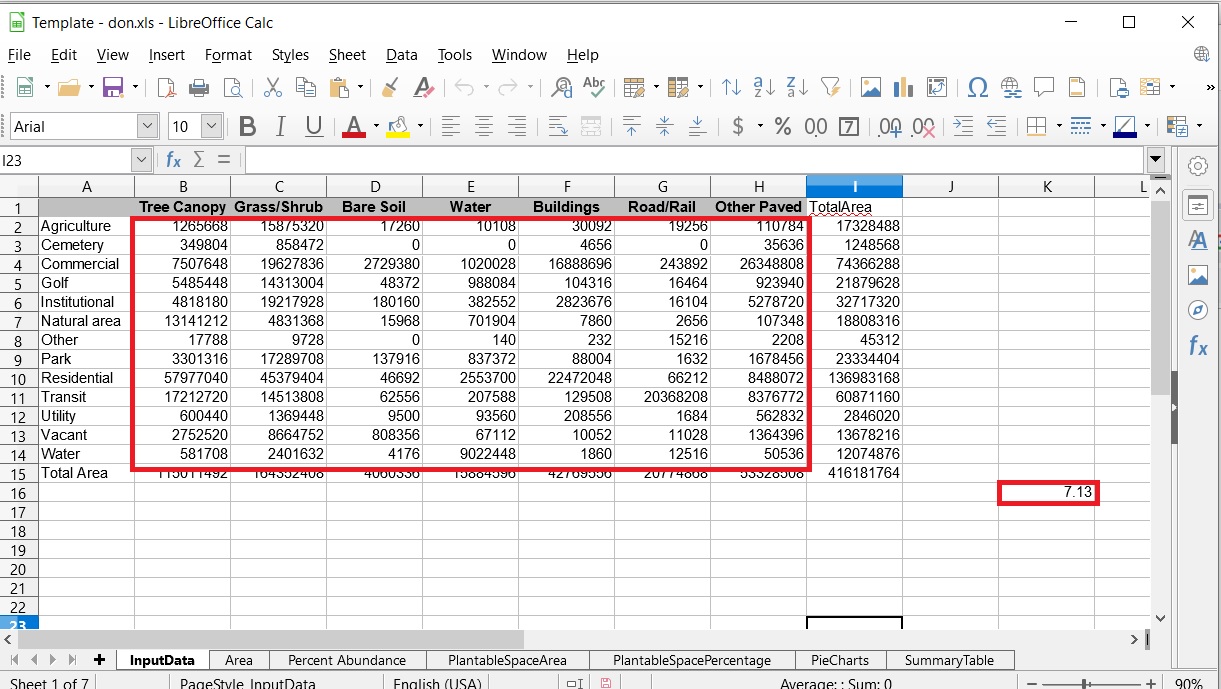 Template - don.xls - LibreOffice Calc
File Edit View Insert Format Styles Sheet Data Tools Window Help
Arial 10
I23
A B C D E F G H I J K L
1 Tree Canopy Grass/Shrub Bare Soil Water Buildings Road/Rail Other Paved TotalArea
2 Agriculture 1265668 15875320 17260 10108 30092 19256 110784 17328488
3 Cemetery 349804 858472 0 0 4656 0 35636 1248568
4 Commercial 7507648 19627836 2729380 1020028 16888696 243892 26348808 74366288
5 Golf 5485448 14313004 48372 988084 104316 16464 923940 21879628
6 Institutional 4818180 19217928 180160 382552 2823676 16104 5278720 32717320
7 Natural area 13141212 4831368 15968 701904 7860 2656 107348 18808316
8 Other 17788 9728 0 140 232 15216 2208 45312
9 Park 3301316 17289708 137916 837372 88004 1632 1678456 23334404
10 Residential 57977040 45379404 46692 2553700 22472048 66212 8488072 136983168
11 Transit 17212720 14513808 62556 207588 129508 20368208 8376772 60871160
12 Utility 600440 1369448 9500 93560 208556 1684 562832 2846020
13 Vacant 2752520 8664752 808356 67112 10052 11028 1364396 13678216
14 Water 581708 2401632 4176 9022448 1860 12516 50536 12074876
15 Total Area 115011492 164352408 4060336 15884596 42769556 20774868 53328508 416181764
16 7.13
17
18
19
20
21
22
23
InputData Area Percent Abundance PlantableSpaceArea PlantableSpacePercentage PieCharts SummaryTable
Sheet 1 of 7 PageStyle_InputData English (USA) Average: ; Sum: 0 90%